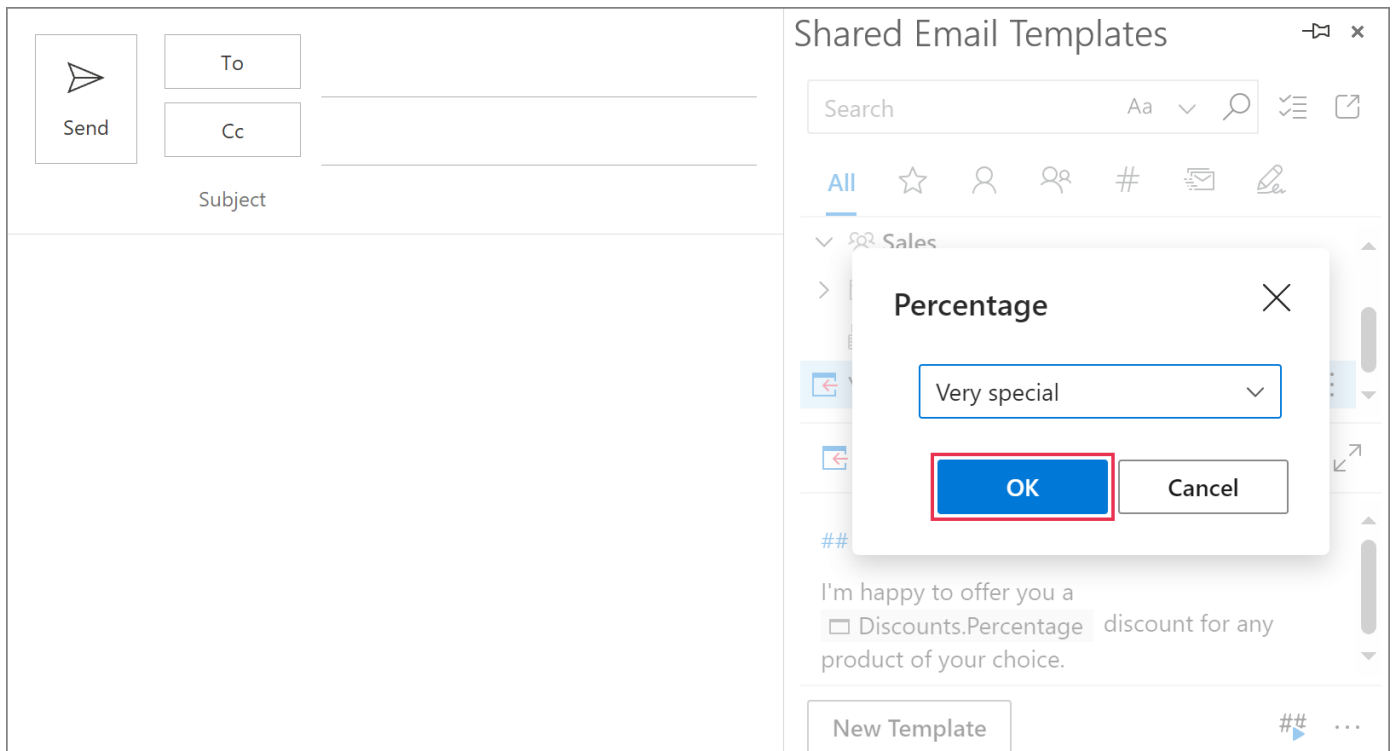 Shared Email Templates
Send
To
Cc
Subject
Search
Aa
All
#
Sales
Percentage
Very special
OK
Cancel
##
I'm happy to offer you a
Discounts.Percentage discount for any
product of your choice.
New Template
##
...